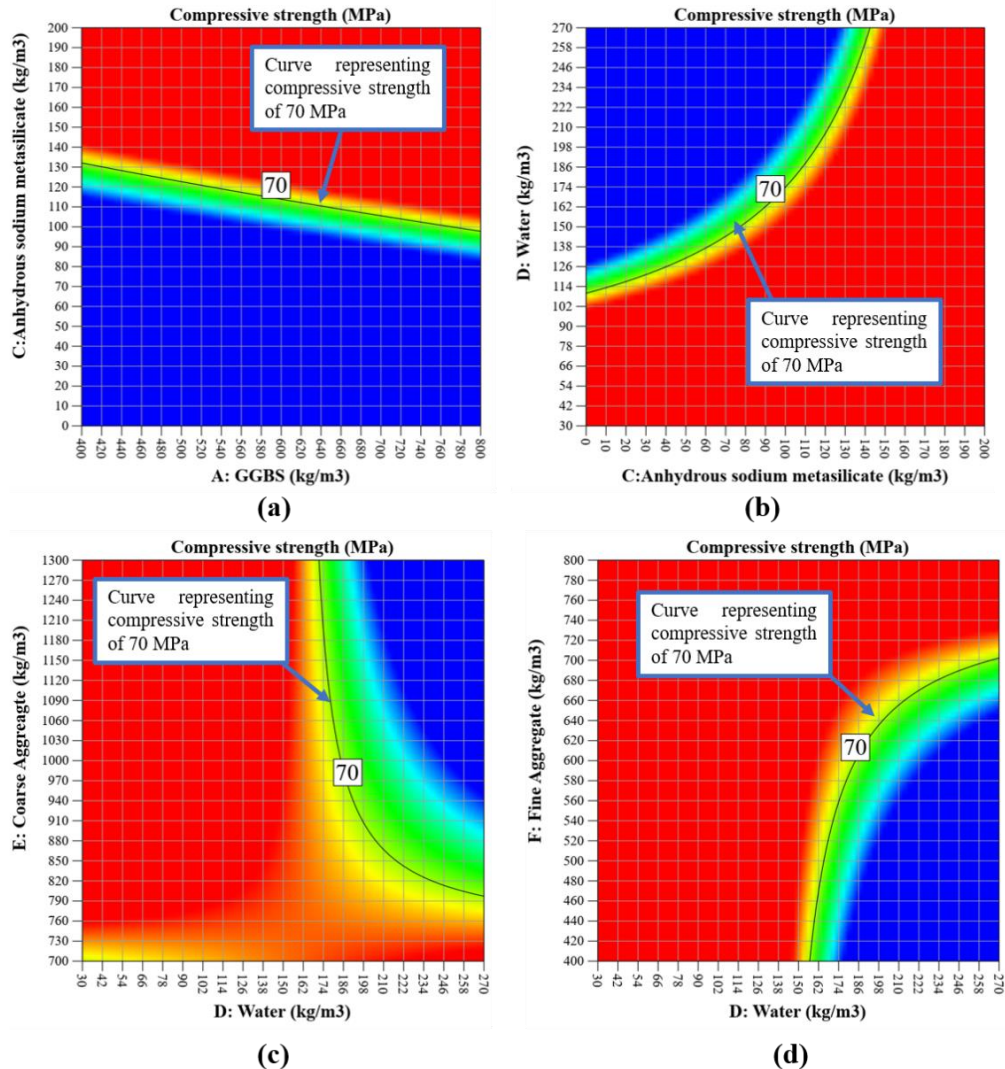 Compressive strength (MPa)
C:Anhydrous sodium metasilicate (kg/m3)
200
190
180
170
160
150
140
130
120
110
100
90
80
70
60
50
40
30
20
10
0
Curve representing
compressive strength
of 70 MPa
70
400 420 440 460 480 500 520 540 560 580 600 620 640 660 680 700 720 740 760 780 800
A: GGBS (kg/m3)
(a)
Compressive strength (MPa)
D: Water (kg/m3)
270
258
246
234
222
210
198
186
174
162
150
138
126
114
102
90
78
66
54
42
30
70
Curve representing
compressive strength
of 70 MPa
0 10 20 30 40 50 60 70 80 90 100 110 120 130 140 150 160 170 180 190 200
C:Anhydrous sodium metasilicate (kg/m3)
(b)
Compressive strength (MPa)
E: Coarse Aggreagte (kg/m3)
1300
1270
1240
1210
1180
1150
1120
1090
1060
1030
1000
970
940
910
880
850
820
790
760
730
700
Curve representing
compressive strength
of 70 MPa
70
30 42 54 66 78 90 102 114 126 138 150 162 174 186 198 210 222 234 246 258 270
D: Water (kg/m3)
(c)
Compressive strength (MPa)
F: Fine Aggregate (kg/m3)
800
780
760
740
720
700
680
660
640
620
600
580
560
540
520
500
480
460
440
420
400
Curve representing
compressive strength
of 70 MPa
70
30 42 54 66 78 90 102 114 126 138 150 162 174 186 198 210 222 234 246 258 270
D: Water (kg/m3)
(d)